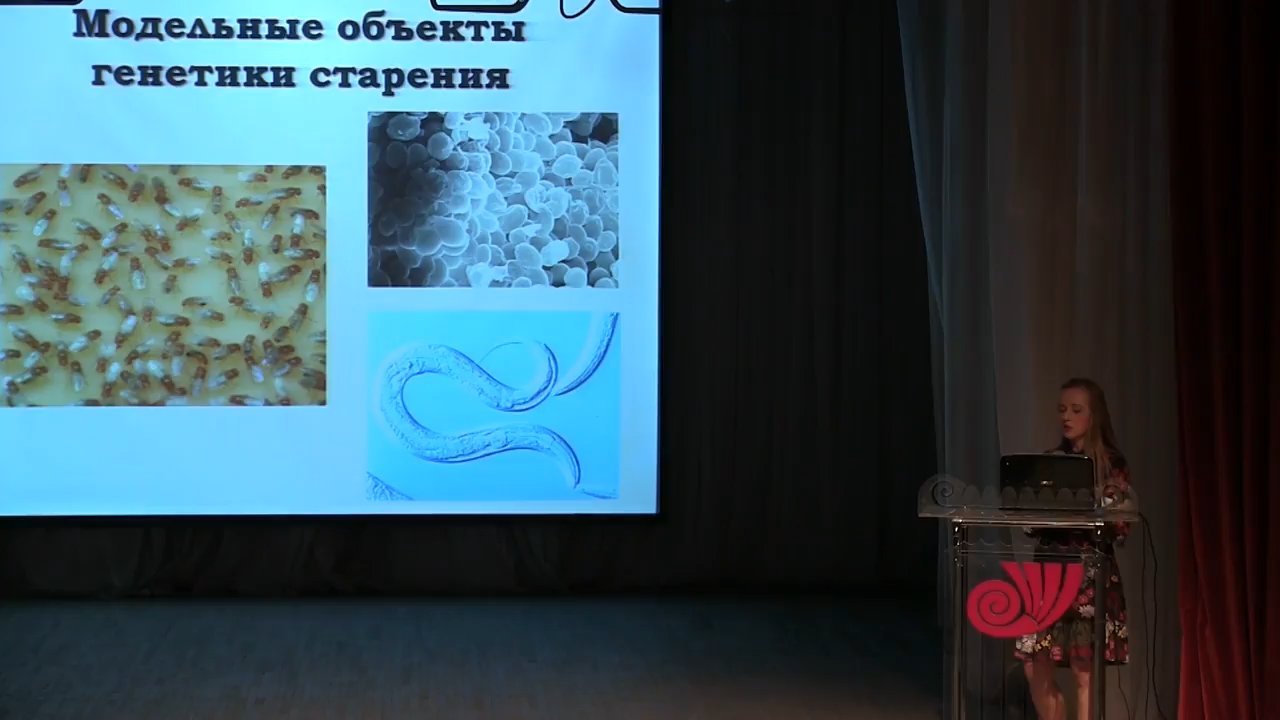 Модельные объекты
генетики старения